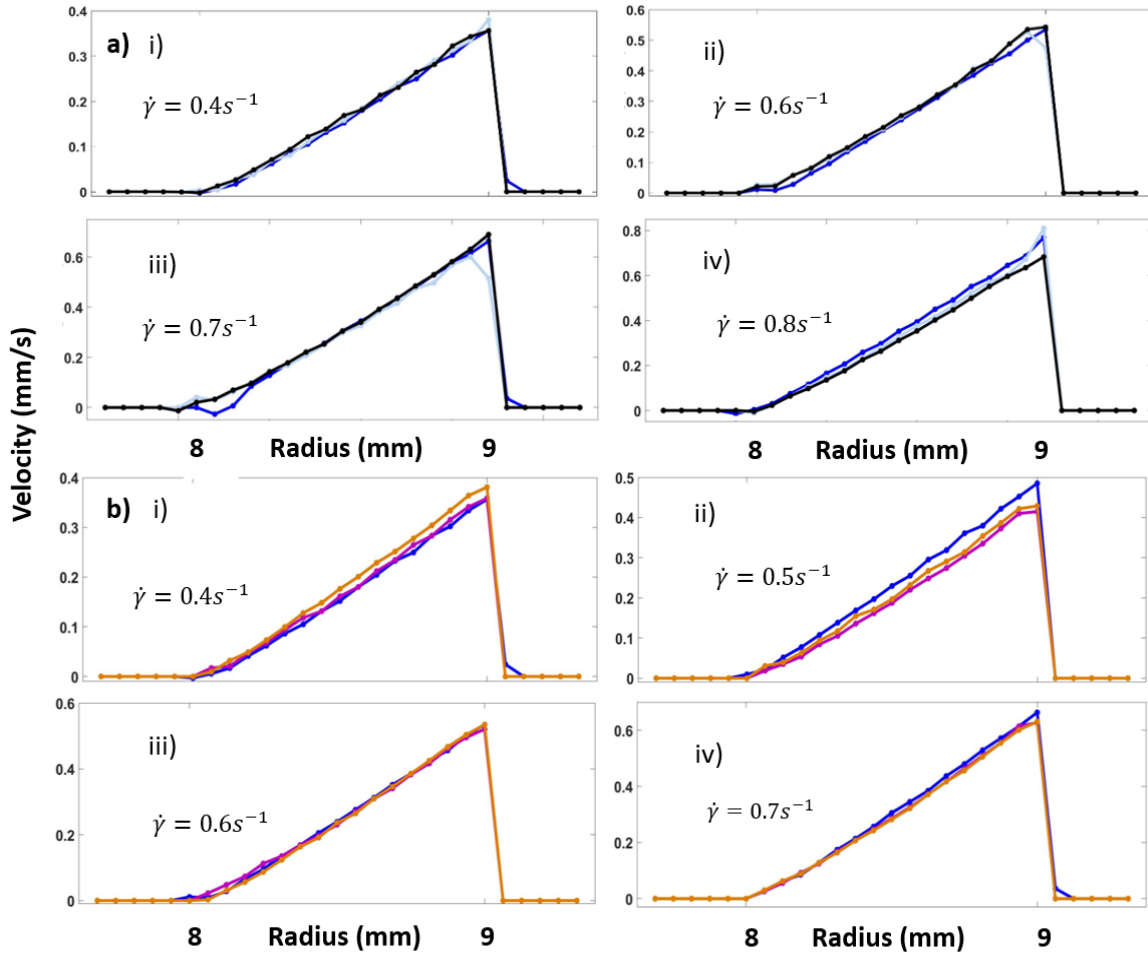 a) i)
γ̇ = 0.4s⁻¹
0.4
0.3
0.2
0.1
0
ii)
γ̇ = 0.6s⁻¹
0.6
0.5
0.4
0.3
0.2
0.1
0
iii)
γ̇ = 0.7s⁻¹
0.6
0.4
0.2
0
iv)
γ̇ = 0.8s⁻¹
0.8
0.6
0.4
0.2
0
8 Radius (mm) 9
8 Radius (mm) 9
Velocity (mm/s)
b) i)
γ̇ = 0.4s⁻¹
0.4
0.3
0.2
0.1
0
ii)
γ̇ = 0.5s⁻¹
0.5
0.4
0.3
0.2
0.1
0
iii)
γ̇ = 0.6s⁻¹
0.6
0.4
0.2
0
iv)
γ̇ = 0.7s⁻¹
0.6
0.4
0.2
0
8 Radius (mm) 9
8 Radius (mm) 9